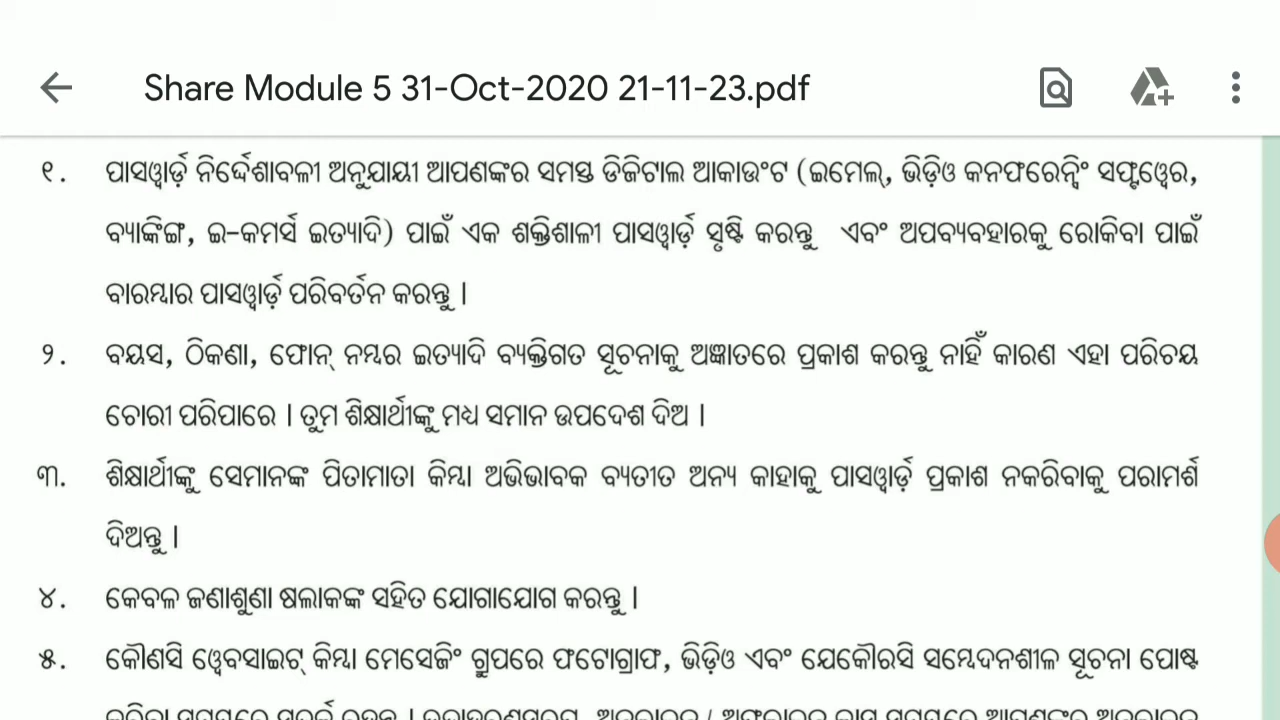 Share Module 5 31-Oct-2020 21-11-23.pdf
୧. ପାସୱାର୍ଡ଼ ନିର୍ଦ୍ଦେଶାବଳୀ ଅନୁଯାୟୀ ଆପଣଙ୍କର ସମସ୍ତ ଡିଜିଟାଲ ଆକାଉଂଟ (ଇମେଲ୍, ଭିଡ଼ିଓ କନଫରେନ୍ସିଂ ସଫ୍ଟୱେର,
ବ୍ୟାଙ୍କିଙ୍ଗ, ଇ-କମର୍ସ ଇତ୍ୟାଦି) ପାଇଁ ଏକ ଶକ୍ତିଶାଳୀ ପାସୱାର୍ଡ଼ ସୃଷ୍ଟି କରନ୍ତୁ ଏବଂ ଅପବ୍ୟବହାରକୁ ରୋକିବା ପାଇଁ
ବାରମ୍ବାର ପାସୱାର୍ଡ଼ ପରିବର୍ତନ କରନ୍ତୁ |
୨. ବୟସ, ଠିକଣା, ଫୋନ୍ ନମ୍ବର ଇତ୍ୟାଦି ବ୍ୟକ୍ତିଗତ ସୂଚନାକୁ ଅଜ୍ଞାତରେ ପ୍ରକାଶ କରନ୍ତୁ ନାହିଁ କାରଣ ଏହା ପରିଚୟ
ଚୋରୀ ପରିପାରେ | ତୁମ ଶିକ୍ଷାର୍ଥୀଙ୍କୁ ମଧ୍ୟ ସମାନ ଉପଦେଶ ଦିଅ |
୩. ଶିକ୍ଷାର୍ଥୀଙ୍କୁ ସେମାନଙ୍କ ପିତାମାତା କିମ୍ବା ଅଭିଭାବକ ବ୍ୟତୀତ ଅନ୍ୟ କାହାକୁ ପାସୱାର୍ଡ଼ ପ୍ରକାଶ ନକରିବାକୁ ପରାମର୍ଶ
ଦିଅନ୍ତୁ |
୪. କେବଳ ଜଣାଶୁଣା ଷଲାକଙ୍କ ସହିତ ଯୋଗାଯୋଗ କରନ୍ତୁ |
୫. କୌଣସି ୱେବସାଇଟ୍ କିମ୍ବା ମେସେଜିଂ ଗ୍ରୁପରେ ଫଟୋଗ୍ରାଫ, ଭିଡ଼ିଓ ଏବଂ ଯେକୌରସି ସମ୍ବେଦନଶୀଳ ସୂଚନା ପୋଷ୍ଟ